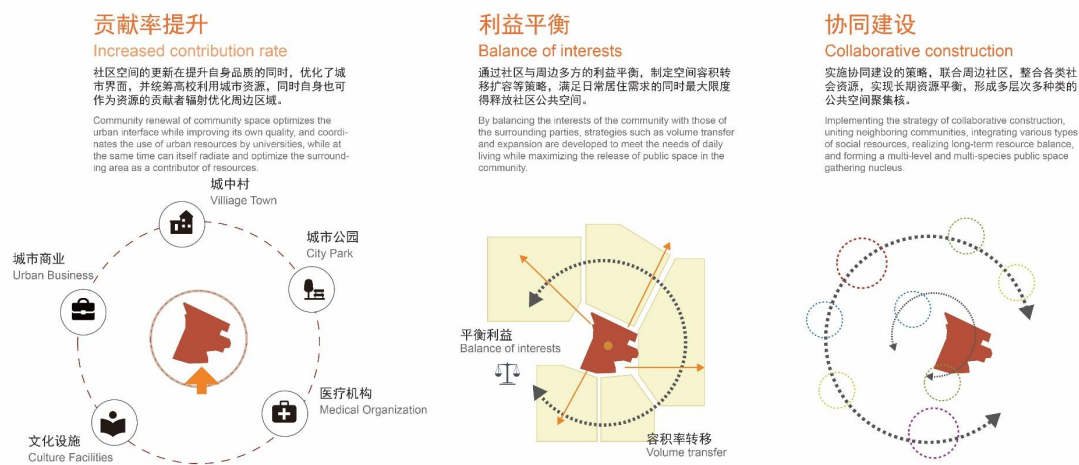 贡献率提升
Increased contribution rate
社区空间的更新在提升自身品质的同时，优化了城
市界面，并统筹高校利用城市资源，同时自身也可
作为资源的贡献者辐射优化周边区域。
Community renewal of community space optimizes the
urban interface while improving its own quality, and coordi-
nates the use of urban resources by universities, while at
the same time can itself radiate and optimize the surround-
ing area as a contributor of resources.
城中村
Villiage Town
城市公园
City Park
城市商业
Urban Business
医疗机构
Medical Organization
文化设施
Culture Facilities
利益平衡
Balance of interests
通过社区与周边多方的利益平衡，制定空间容积转
移扩容等策略，满足日常居住需求的同时最大限度
得释放社区公共空间。
By balancing the interests of the community with those of
the surrounding parties, strategies such as volume transfer
and expansion are developed to meet the needs of daily
living while maximizing the release of public space in the
community.
平衡利益
Balance of interests
容积率转移
Volume transfer
协同建设
Collaborative construction
实施协同建设的策略，联合周边社区，整合各类社
会资源，实现长期资源平衡，形成多层次多种类的
公共空间聚集核。
Implementing the strategy of collaborative construction,
uniting neighboring communities, integrating various types
of social resources, realizing long-term resource balance,
and forming a multi-level and multi-species public space
gathering nucleus.